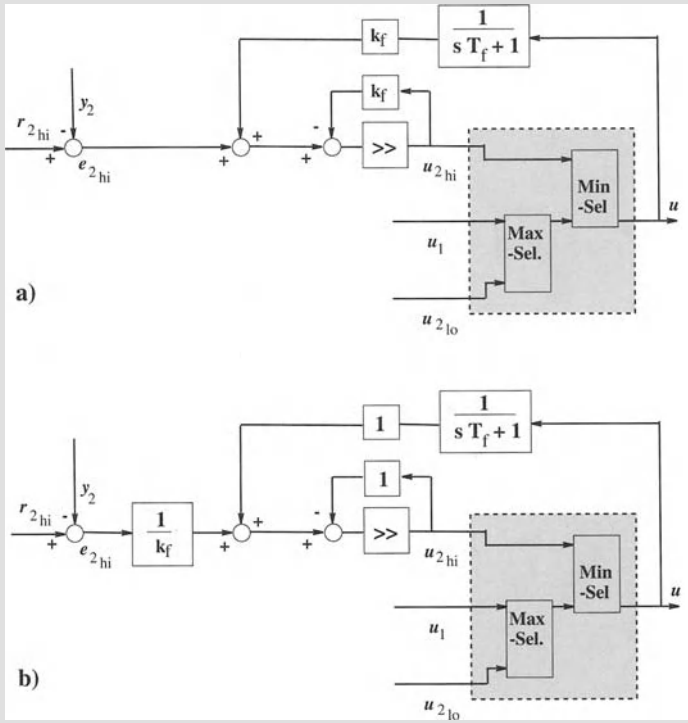 1
k_f
s T_f + 1
y_2
k_f
r_2hi
-
+
e_2hi
+
+
-
+
>>
u_2hi
Min
-Sel
u
u_1
Max
-Sel.
a)
u_2lo
1
1
s T_f + 1
y_2
1
r_2hi
-
+
e_2hi
1
k_f
+
+
-
+
>>
u_2hi
Min
-Sel
u
u_1
Max
-Sel.
b)
u_2lo